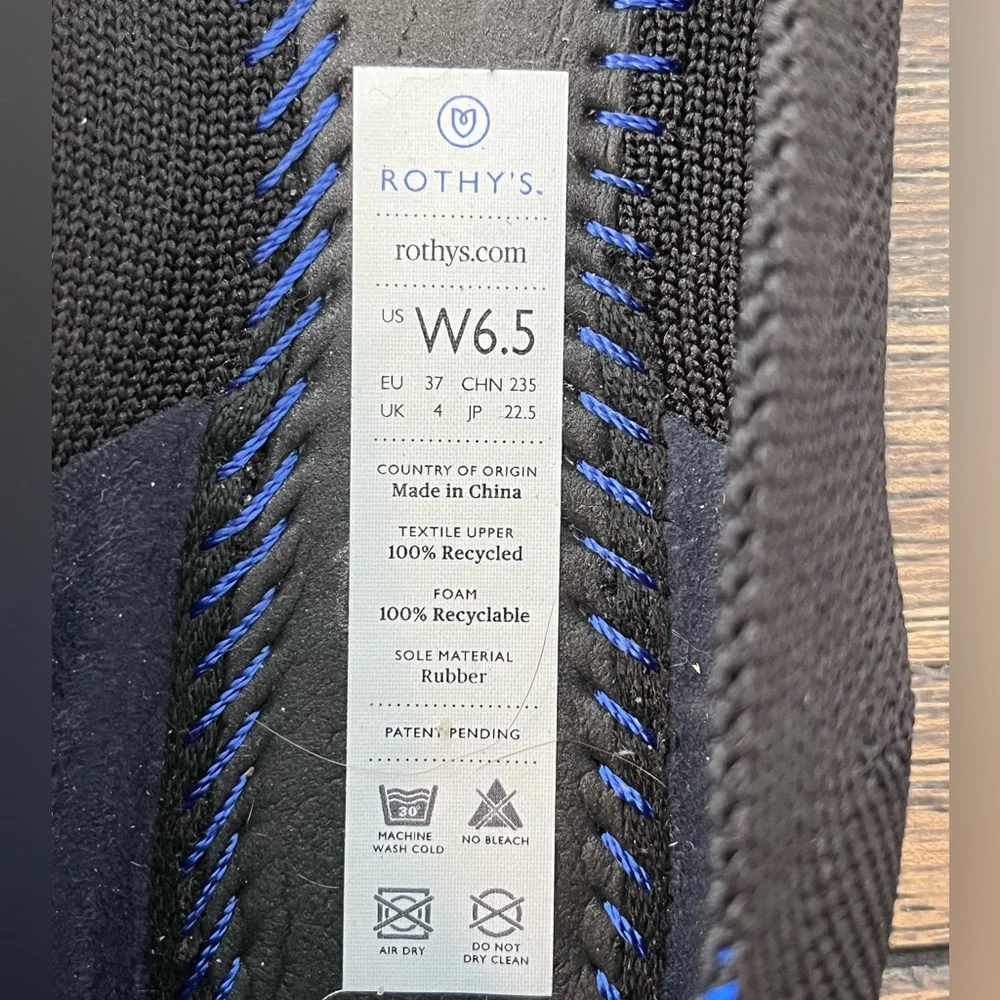 ROTHY'S™
rothys.com
US W6.5
EU 37 CHN 235
UK 4 JP 22.5
COUNTRY OF ORIGIN
Made in China
TEXTILE UPPER
100% Recycled
FOAM
100% Recyclable
SOLE MATERIAL
Rubber
PATENT PENDING
30°
MACHINE
WASH COLD
NO BLEACH
AIR DRY
DO NOT
DRY CLEAN